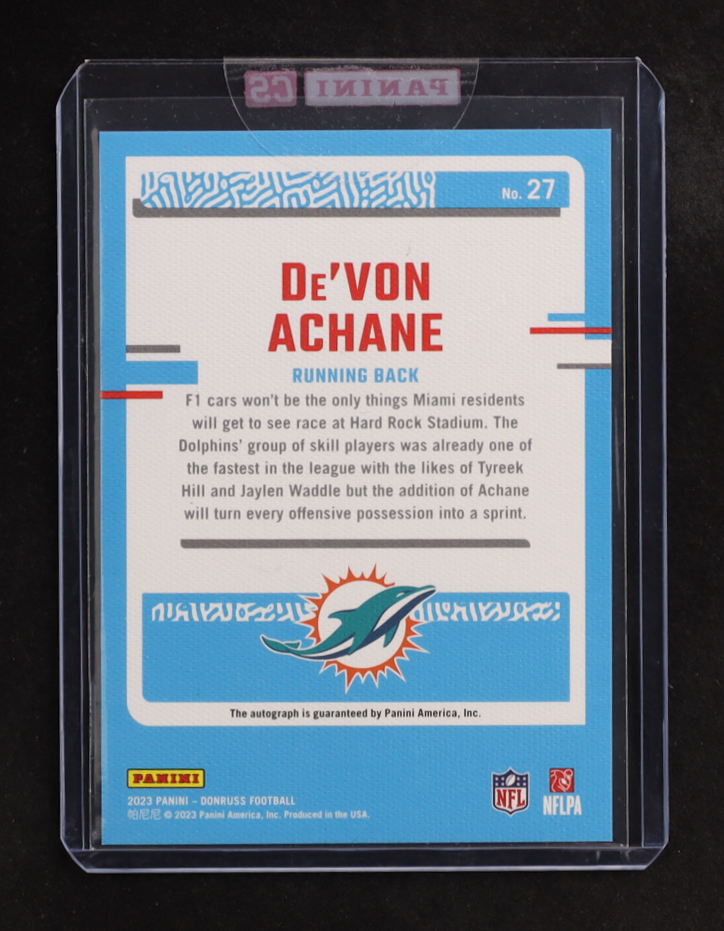 PANINI CS
No. 27
De'VON
ACHANE
RUNNING BACK
F1 cars won't be the only things Miami residents
will get to see race at Hard Rock Stadium. The
Dolphins' group of skill players was already one of
the fastest in the league with the likes of Tyreek
Hill and Jaylen Waddle but the addition of Achane
will turn every offensive possession into a sprint.
The autograph is guaranteed by Panini America, Inc.
PANINI
NFL
NFLPA
2023 PANINI – DONRUSS FOOTBALL
帕尼尼 © 2023 Panini America, Inc. Produced in the USA.